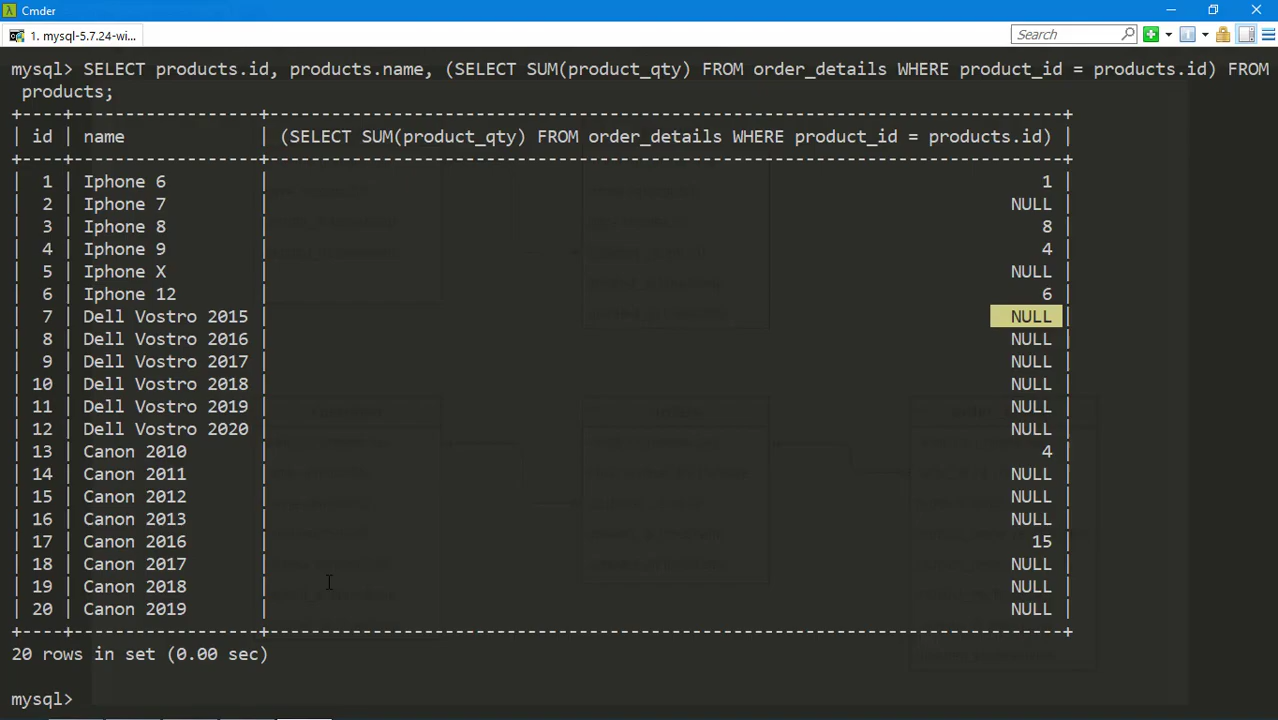 Cmder
1. mysql-5.7.24-wi...
Search
mysql> SELECT products.id, products.name, (SELECT SUM(product_qty) FROM order_details WHERE product_id = products.id) FROM
products;
+----+------------------+-----------------------------------------------------------------------------+
| id | name | (SELECT SUM(product_qty) FROM order_details WHERE product_id = products.id) |
+----+------------------+-----------------------------------------------------------------------------+
| 1 | Iphone 6 | 1 |
| 2 | Iphone 7 | NULL |
| 3 | Iphone 8 | 8 |
| 4 | Iphone 9 | 4 |
| 5 | Iphone X | NULL |
| 6 | Iphone 12 | 6 |
| 7 | Dell Vostro 2015 | NULL |
| 8 | Dell Vostro 2016 | NULL |
| 9 | Dell Vostro 2017 | NULL |
| 10 | Dell Vostro 2018 | NULL |
| 11 | Dell Vostro 2019 | NULL |
| 12 | Dell Vostro 2020 | NULL |
| 13 | Canon 2010 | 4 |
| 14 | Canon 2011 | NULL |
| 15 | Canon 2012 | NULL |
| 16 | Canon 2013 | NULL |
| 17 | Canon 2016 | 15 |
| 18 | Canon 2017 | NULL |
| 19 | Canon 2018 | NULL |
| 20 | Canon 2019 | NULL |
+----+------------------+-----------------------------------------------------------------------------+
20 rows in set (0.00 sec)
mysql>